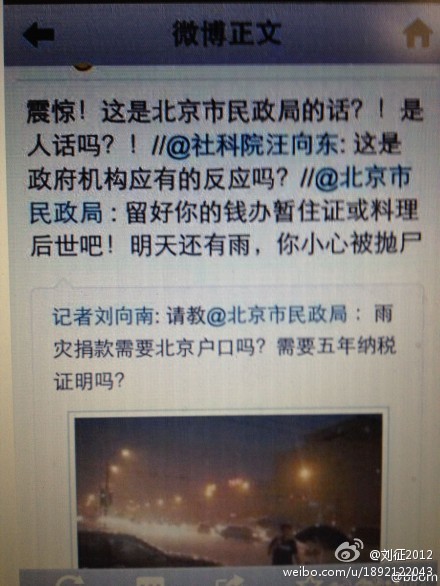 微博正文
震惊！这是北京市民政局的话？！是
人话吗？！//@社科院汪向东: 这是
政府机构应有的反应吗？//@北京市
民政局 : 留好你的钱办暂住证或料理
后世吧！明天还有雨，你小心被抛尸
记者刘向南: 请教@北京市民政局 ：雨
灾捐款需要北京户口吗？需要五年纳税
证明吗？
@刘征2012
weibo.com/u/1892122043